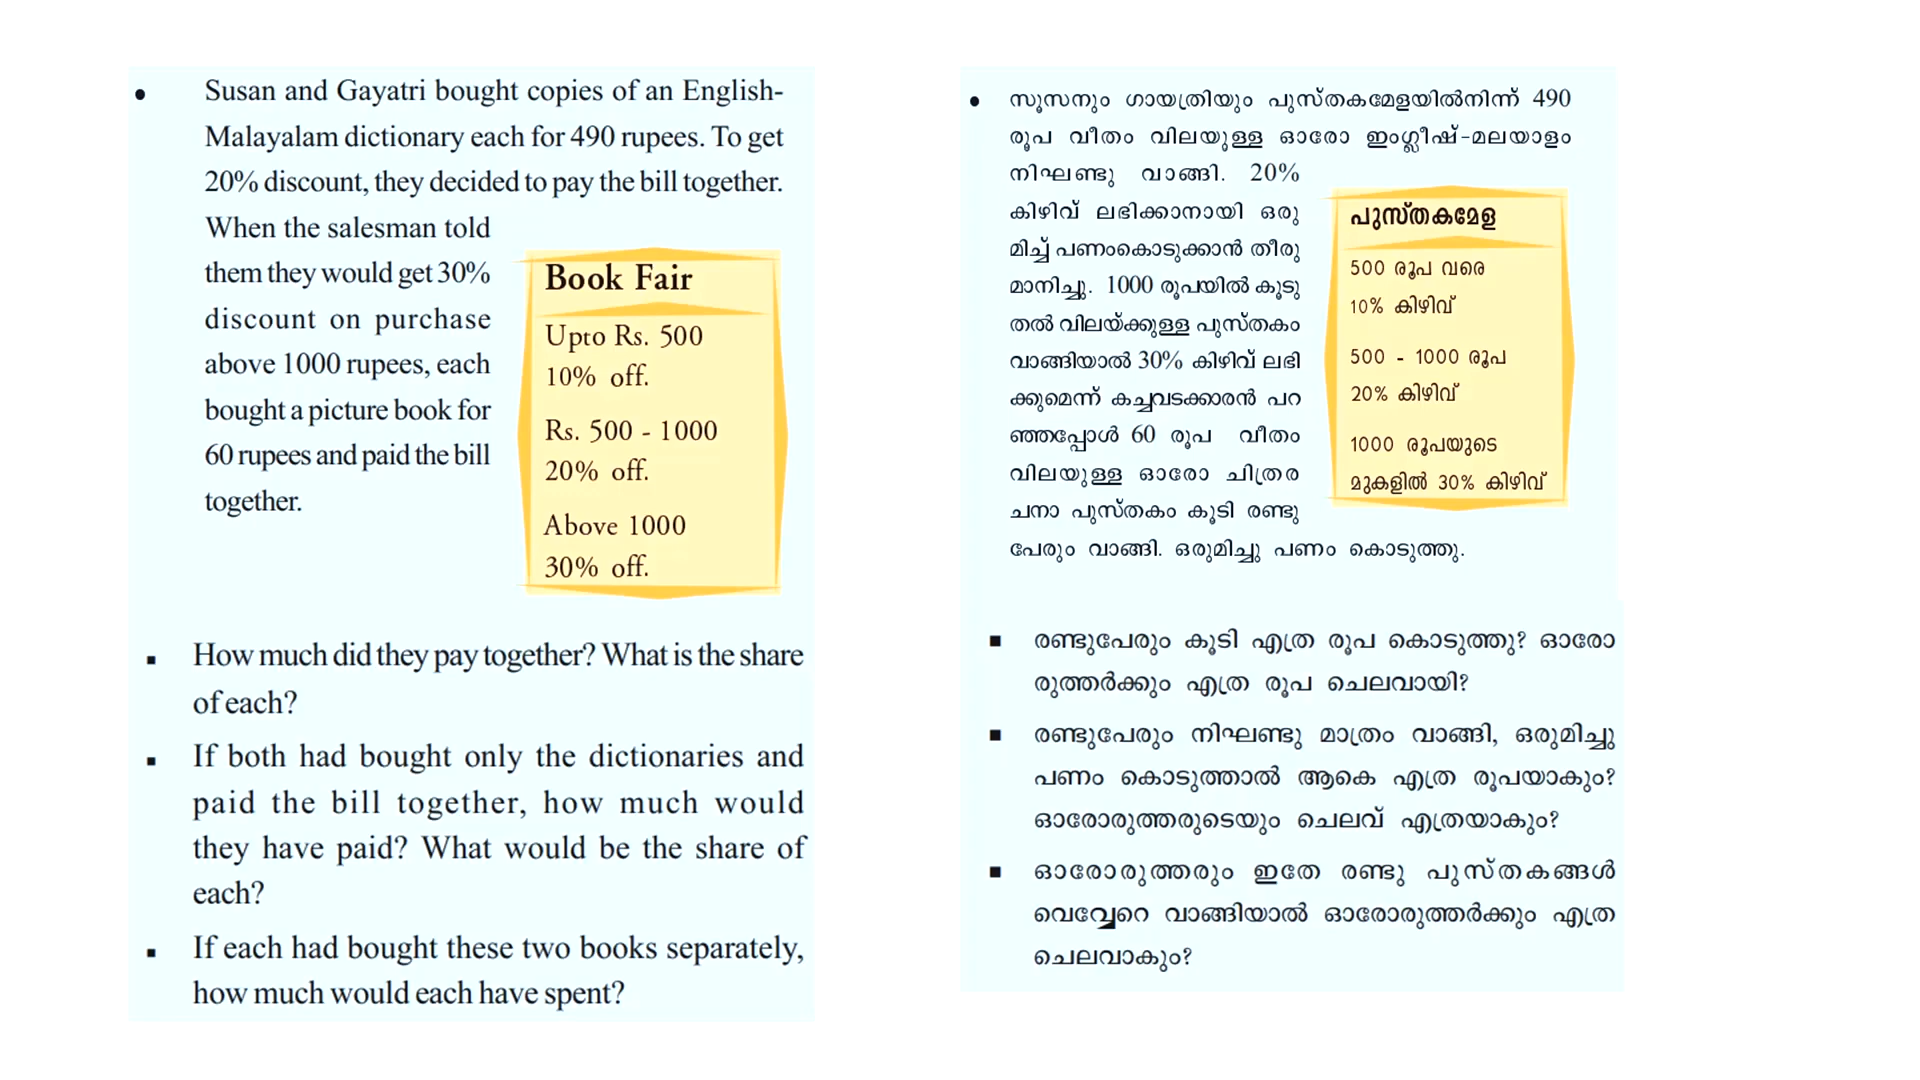 Susan and Gayatri bought copies of an English-
Malayalam dictionary each for 490 rupees. To get
20% discount, they decided to pay the bill together.
When the salesman told
them they would get 30%
discount on purchase
above 1000 rupees, each
bought a picture book for
60 rupees and paid the bill
together.
Book Fair
Upto Rs. 500
10% off.
Rs. 500 - 1000
20% off.
Above 1000
30% off.
How much did they pay together? What is the share
of each?
If both had bought only the dictionaries and
paid the bill together, how much would
they have paid? What would be the share of
each?
If each had bought these two books separately,
how much would each have spent?
സൂസനും ഗായത്രിയും പുസ്തകമേളയിൽനിന്ന് 490
രൂപ വീതം വിലയുള്ള ഓരോ ഇംഗ്ലീഷ്-മലയാളം
നിഘണ്ടു വാങ്ങി. 20%
കിഴിവ് ലഭിക്കാനായി ഒരു
മിച്ച് പണംകൊടുക്കാൻ തീരു
മാനിച്ചു. 1000 രൂപയിൽ കൂടു
തൽ വിലയ്ക്കുള്ള പുസ്തകം
വാങ്ങിയാൽ 30% കിഴിവ് ലഭി
ക്കുമെന്ന് കച്ചവടക്കാരൻ പറ
ഞ്ഞപ്പോൾ 60 രൂപ വീതം
വിലയുള്ള ഓരോ ചിത്രര
ചനാ പുസ്തകം കൂടി രണ്ടു
പേരും വാങ്ങി. ഒരുമിച്ചു പണം കൊടുത്തു.
പുസ്തകമേള
500 രൂപ വരെ
10% കിഴിവ്
500 - 1000 രൂപ
20% കിഴിവ്
1000 രൂപയുടെ
മുകളിൽ 30% കിഴിവ്
രണ്ടുപേരും കൂടി എത്ര രൂപ കൊടുത്തു? ഓരോ
രുത്തർക്കും എത്ര രൂപ ചെലവായി?
രണ്ടുപേരും നിഘണ്ടു മാത്രം വാങ്ങി, ഒരുമിച്ചു
പണം കൊടുത്താൽ ആകെ എത്ര രൂപയാകും?
ഓരോരുത്തരുടെയും ചെലവ് എത്രയാകും?
ഓരോരുത്തരും ഇതേ രണ്ടു പുസ്തകങ്ങൾ
വെവ്വേറെ വാങ്ങിയാൽ ഓരോരുത്തർക്കും എത്ര
ചെലവാകും?